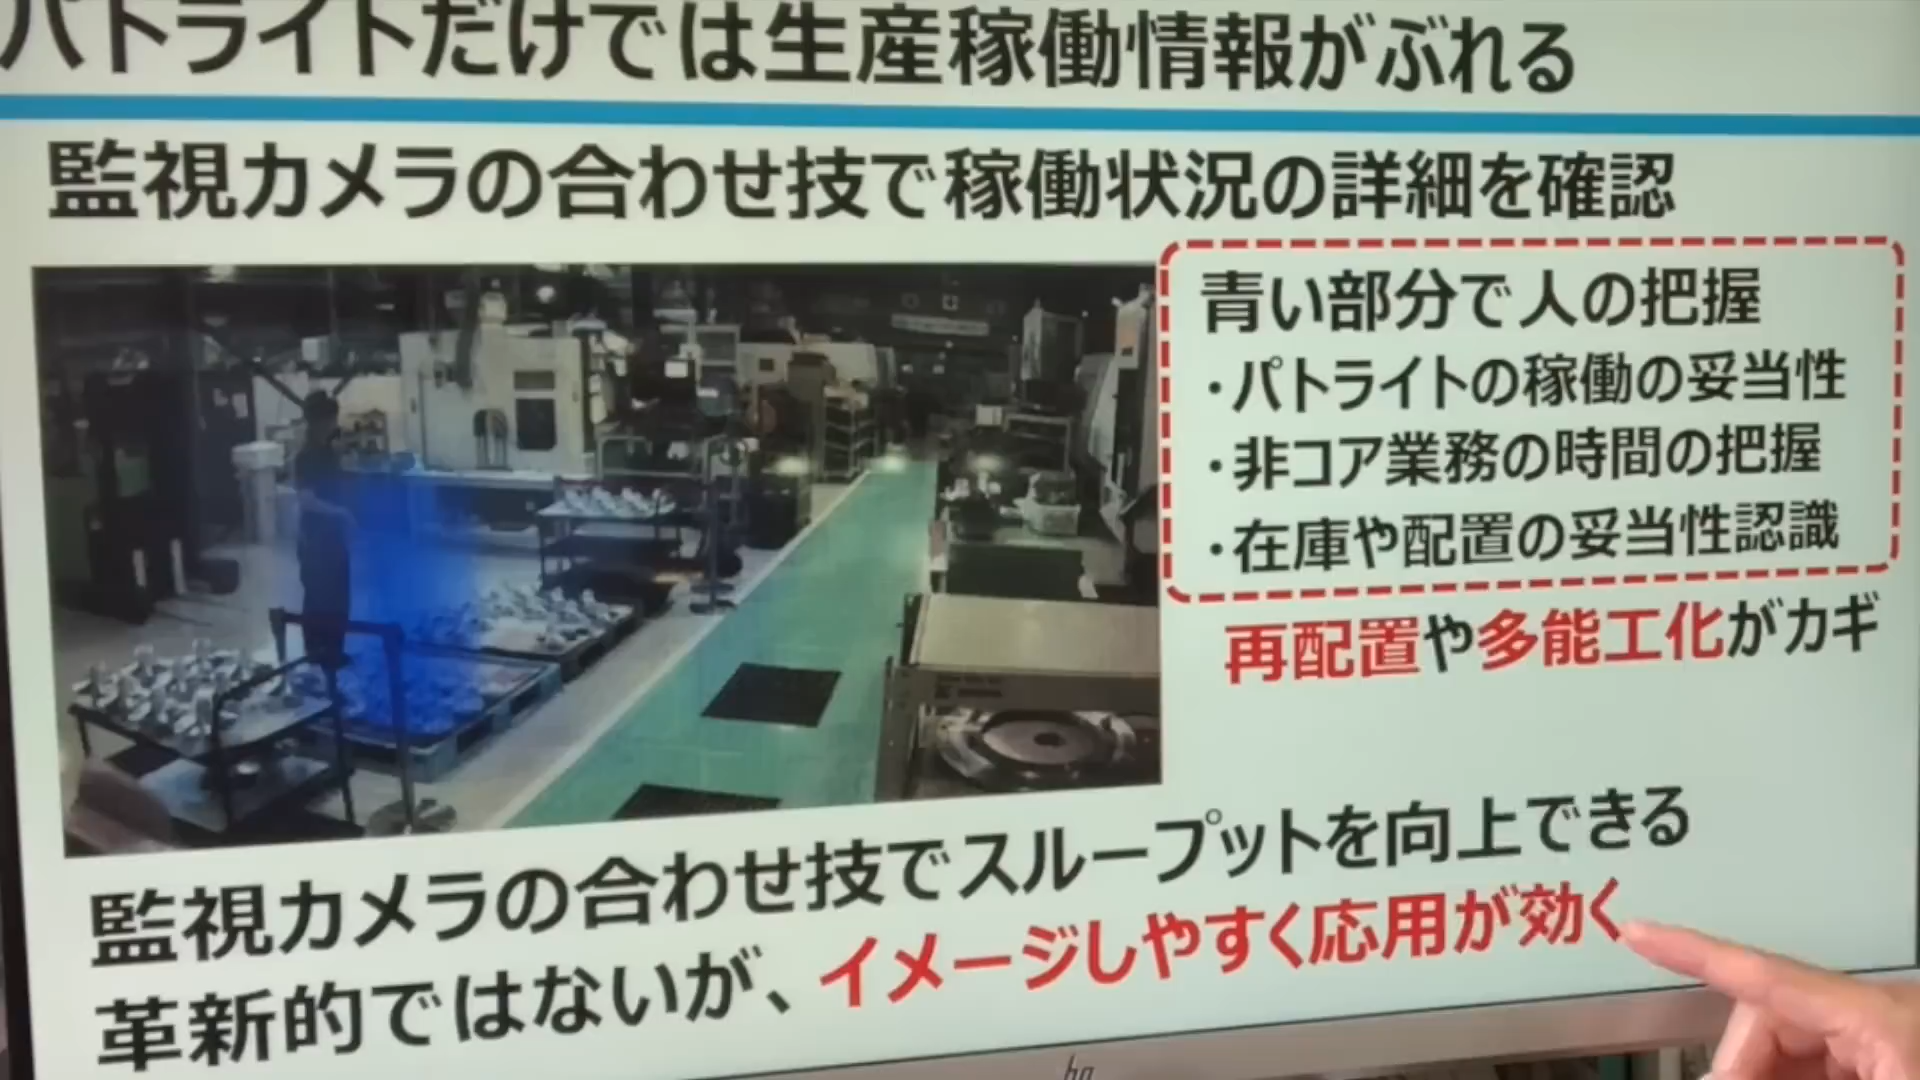 パトライトだけでは生産稼働情報がぶれる
監視カメラの合わせ技で稼働状況の詳細を確認
青い部分で人の把握
・パトライトの稼働の妥当性
・非コア業務の時間の把握
・在庫や配置の妥当性認識
再配置や多能工化がカギ
監視カメラの合わせ技でスループットを向上できる
革新的ではないが、イメージしやすく応用が効く
hp